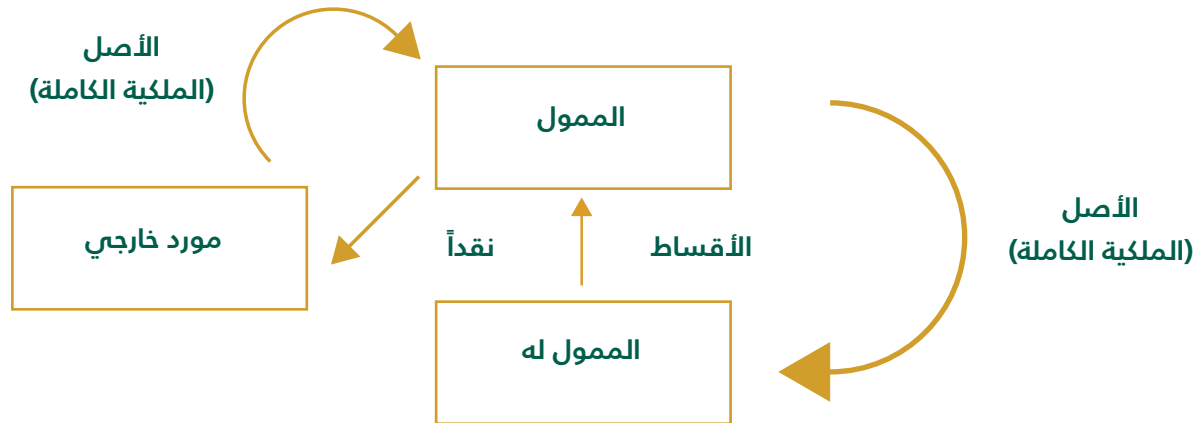 الأصل
(الملكية الكاملة)
الممول
مورد خارجي
نقداً
الأقساط
الأصل
(الملكية الكاملة)
الممول له